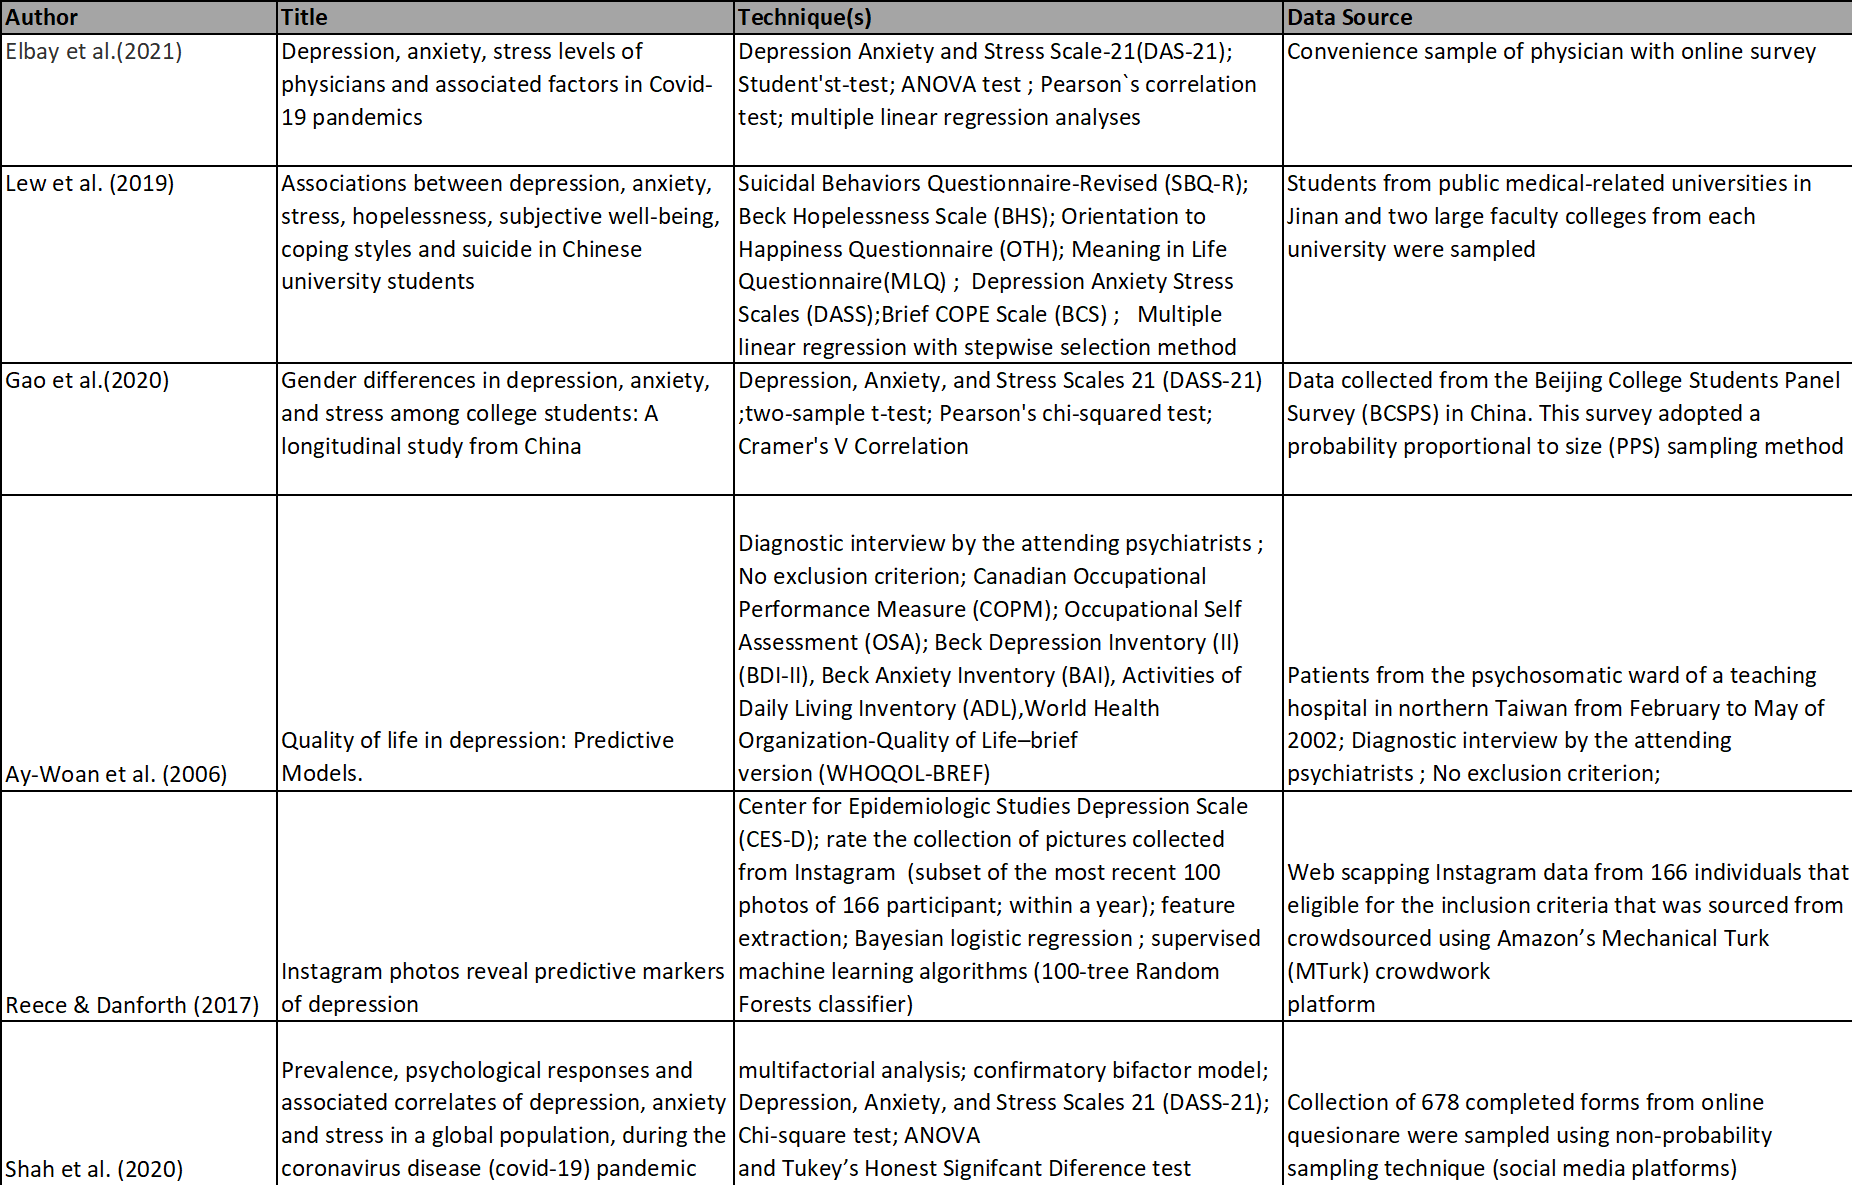 Author
Title
Technique(s)
Data Source
Elbay et al.(2021)
Depression, anxiety, stress levels of
physicians and associated factors in Covid-
19 pandemics
Depression Anxiety and Stress Scale-21(DAS-21);
Student'st-test; ANOVA test ; Pearson`s correlation
test; multiple linear regression analyses
Convenience sample of physician with online survey
Lew et al. (2019)
Associations between depression, anxiety,
stress, hopelessness, subjective well-being,
coping styles and suicide in Chinese
university students
Suicidal Behaviors Questionnaire-Revised (SBQ-R);
Beck Hopelessness Scale (BHS); Orientation to
Happiness Questionnaire (OTH); Meaning in Life
Questionnaire(MLQ) ;  Depression Anxiety Stress
Scales (DASS);Brief COPE Scale (BCS) ;   Multiple
linear regression with stepwise selection method
Students from public medical-related universities in
Jinan and two large faculty colleges from each
university were sampled
Gao et al.(2020)
Gender differences in depression, anxiety,
and stress among college students: A
longitudinal study from China
Depression, Anxiety, and Stress Scales 21 (DASS-21)
;two-sample t-test; Pearson's chi-squared test;
Cramer's V Correlation
Data collected from the Beijing College Students Panel
Survey (BCSPS) in China. This survey adopted a
probability proportional to size (PPS) sampling method
Ay-Woan et al. (2006)
Quality of life in depression: Predictive
Models.
Diagnostic interview by the attending psychiatrists ;
No exclusion criterion; Canadian Occupational
Performance Measure (COPM); Occupational Self
Assessment (OSA); Beck Depression Inventory (II)
(BDI-II), Beck Anxiety Inventory (BAI), Activities of
Daily Living Inventory (ADL),World Health
Organization-Quality of Life–brief
version (WHOQOL-BREF)
Patients from the psychosomatic ward of a teaching
hospital in northern Taiwan from February to May of
2002; Diagnostic interview by the attending
psychiatrists ; No exclusion criterion;
Reece & Danforth (2017)
Instagram photos reveal predictive markers
of depression
Center for Epidemiologic Studies Depression Scale
(CES-D); rate the collection of pictures collected
from Instagram  (subset of the most recent 100
photos of 166 participant; within a year); feature
extraction; Bayesian logistic regression ; supervised
machine learning algorithms (100-tree Random
Forests classifier)
Web scapping Instagram data from 166 individuals that
eligible for the inclusion criteria that was sourced from
crowdsourced using Amazon’s Mechanical Turk
(MTurk) crowdwork
platform
Shah et al. (2020)
Prevalence, psychological responses and
associated correlates of depression, anxiety
and stress in a global population, during the
coronavirus disease (covid-19) pandemic
multifactorial analysis; confirmatory bifactor model;
Depression, Anxiety, and Stress Scales 21 (DASS-21);
Chi-square test; ANOVA
and Tukey’s Honest Signifcant Diference test
Collection of 678 completed forms from online
quesionare were sampled using non-probability
sampling technique (social media platforms)